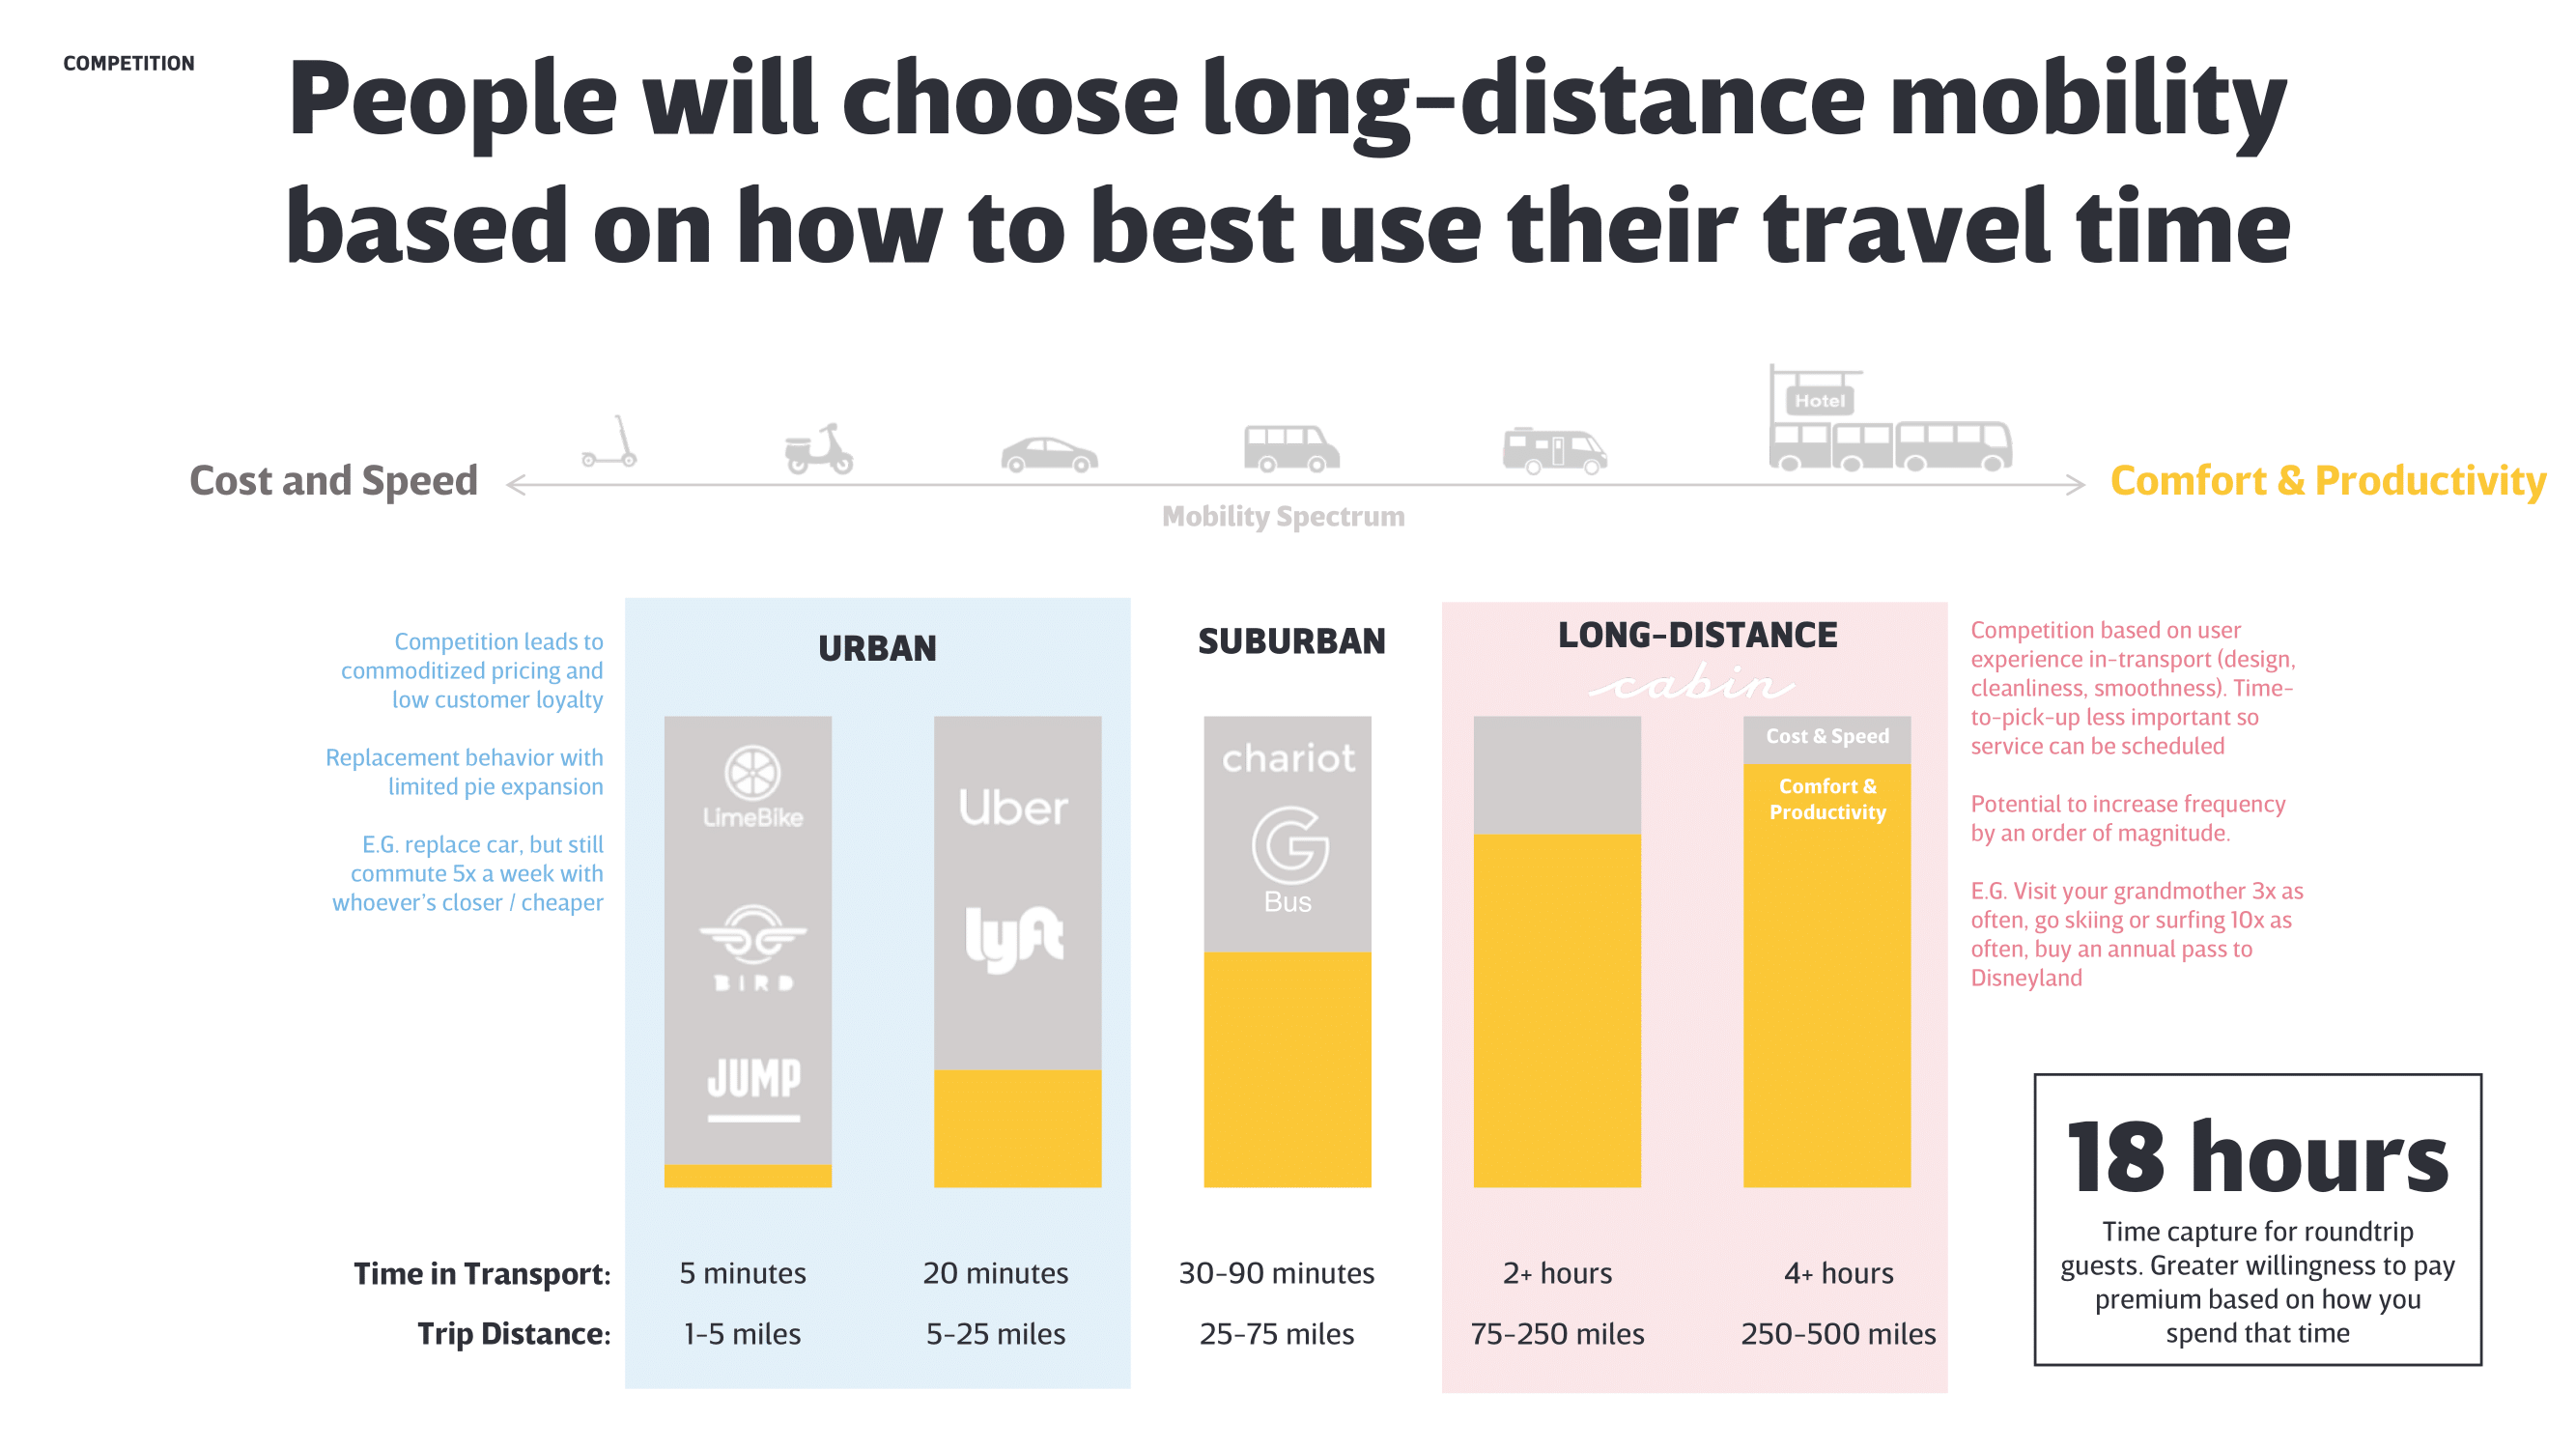 COMPETITION
People will choose long-distance mobility
based on how to best use their travel time
Hotel
Cost and Speed
Comfort & Productivity
Mobility Spectrum
Competition leads to
commoditized pricing and
low customer loyalty
Replacement behavior with
limited pie expansion
E.G. replace car, but still
commute 5x a week with
whoever's closer / cheaper
URBAN
LimeBike
BIRD
JUMP
Uber
lyft
SUBURBAN
chariot
G
Bus
LONG-DISTANCE
cabin
Cost & Speed
Comfort &
Productivity
Competition based on user
experience in-transport (design,
cleanliness, smoothness). Time-
to-pick-up less important so
service can be scheduled
Potential to increase frequency
by an order of magnitude.
E.G. Visit your grandmother 3x as
often, go skiing or surfing 10x as
often, buy an annual pass to
Disneyland
Time in Transport: 5 minutes 20 minutes 30-90 minutes 2+ hours 4+ hours
Trip Distance: 1-5 miles 5-25 miles 25-75 miles 75-250 miles 250-500 miles
18 hours
Time capture for roundtrip
guests. Greater willingness to pay
premium based on how you
spend that time